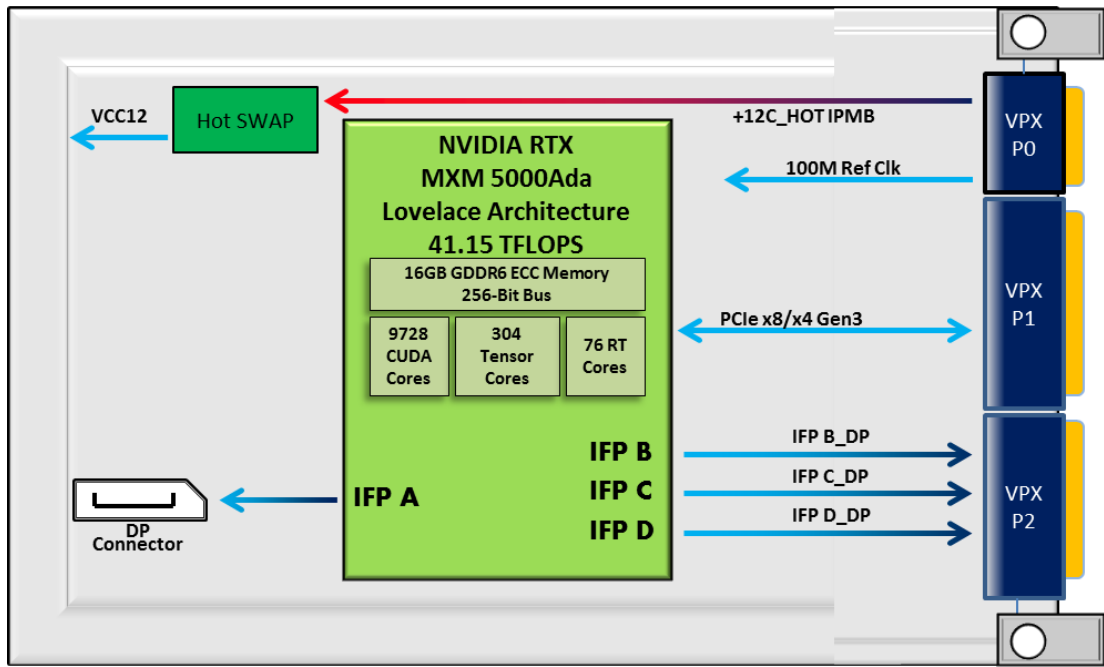 VCC12
Hot SWAP
+12C_HOT IPMB
VPX
P0
100M Ref Clk
NVIDIA RTX
MXM 5000Ada
Lovelace Architecture
41.15 TFLOPS
16GB GDDR6 ECC Memory
256-Bit Bus
9728
CUDA
Cores
304
Tensor
Cores
76 RT
Cores
PCIe x8/x4 Gen3
VPX
P1
IFP A
IFP B
IFP C
IFP D
IFP B_DP
IFP C_DP
IFP D_DP
VPX
P2
DP
Connector